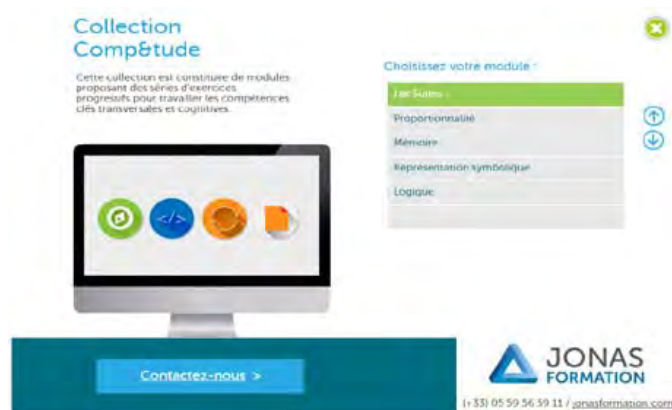 Collection
Comp&tude
Cette collection est constituée de modules
proposant des séries d'exercices
progressifs pour travailler les compétences
clés transversales et cognitives.
Choisissez votre module :
Les Suites :
Proportionnalité
Mémoire
Représentation symbolique
Logique
</>
Contactez-nous >
JONAS
FORMATION
(+33) 05 59 56 59 11 / jonasformation.com